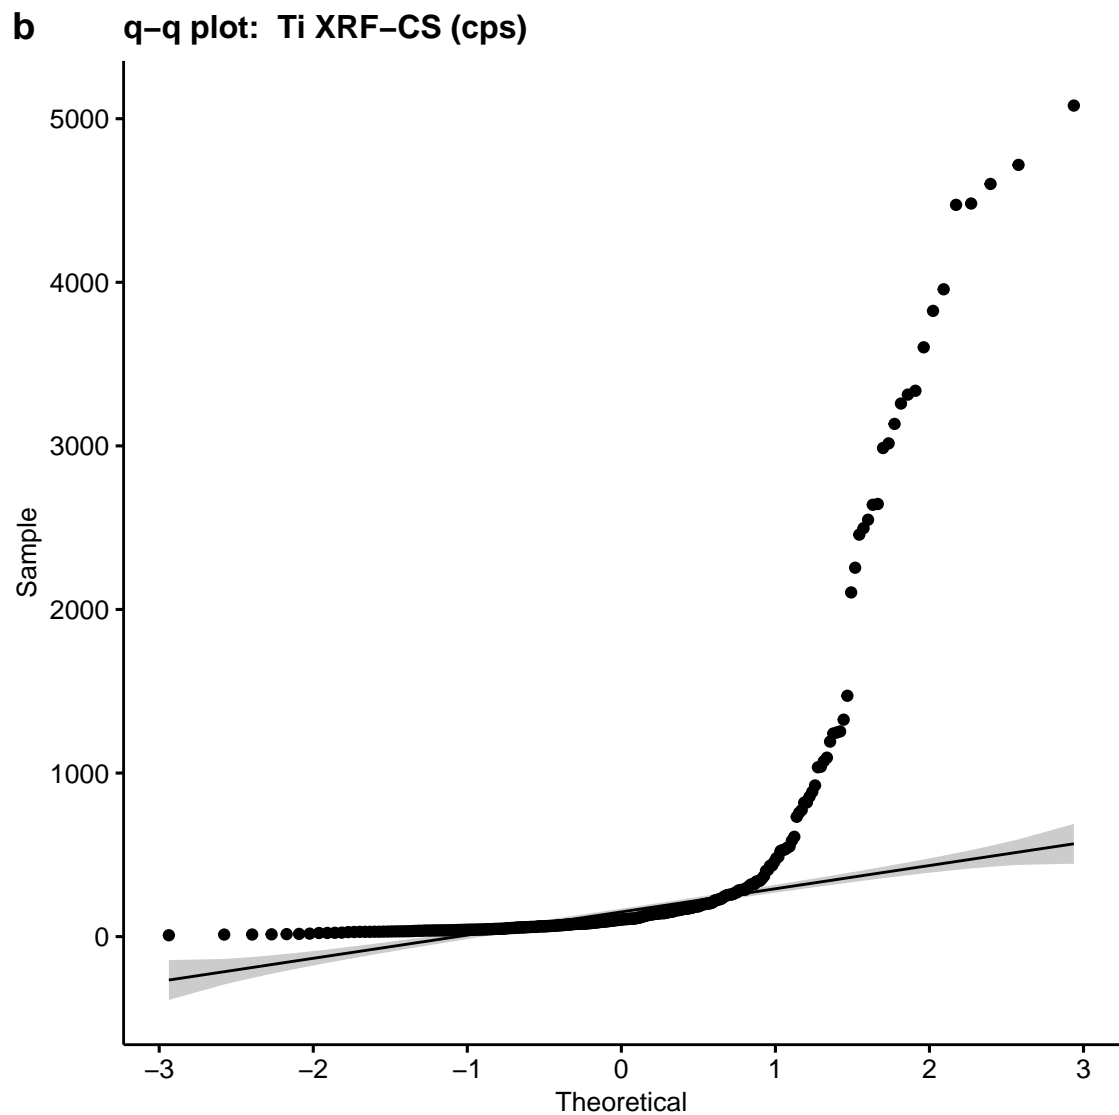 b q–q plot: Ti XRF–CS (cps)
5000
4000
3000
2000
1000
0
Sample
–3 –2 –1 0 1 2 3
Theoretical